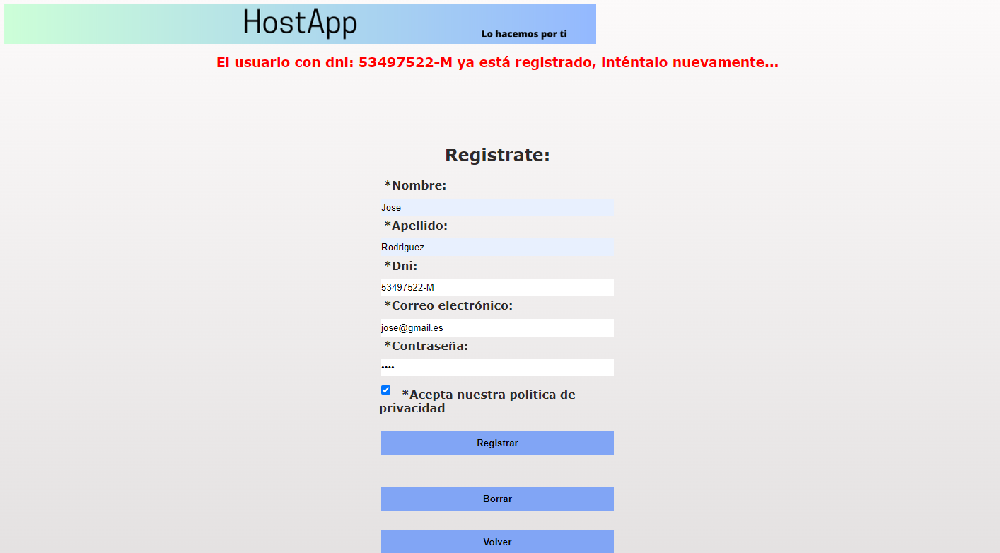 HostApp
Lo hacemos por ti
El usuario con dni: 53497522-M ya está registrado, inténtalo nuevamente...
Registrate:
*Nombre:
Jose
*Apellido:
Rodriguez
*Dni:
53497522-M
*Correo electrónico:
jose@gmail.es
*Contraseña:
••••
*Acepta nuestra politica de
privacidad
Registrar
Borrar
Volver